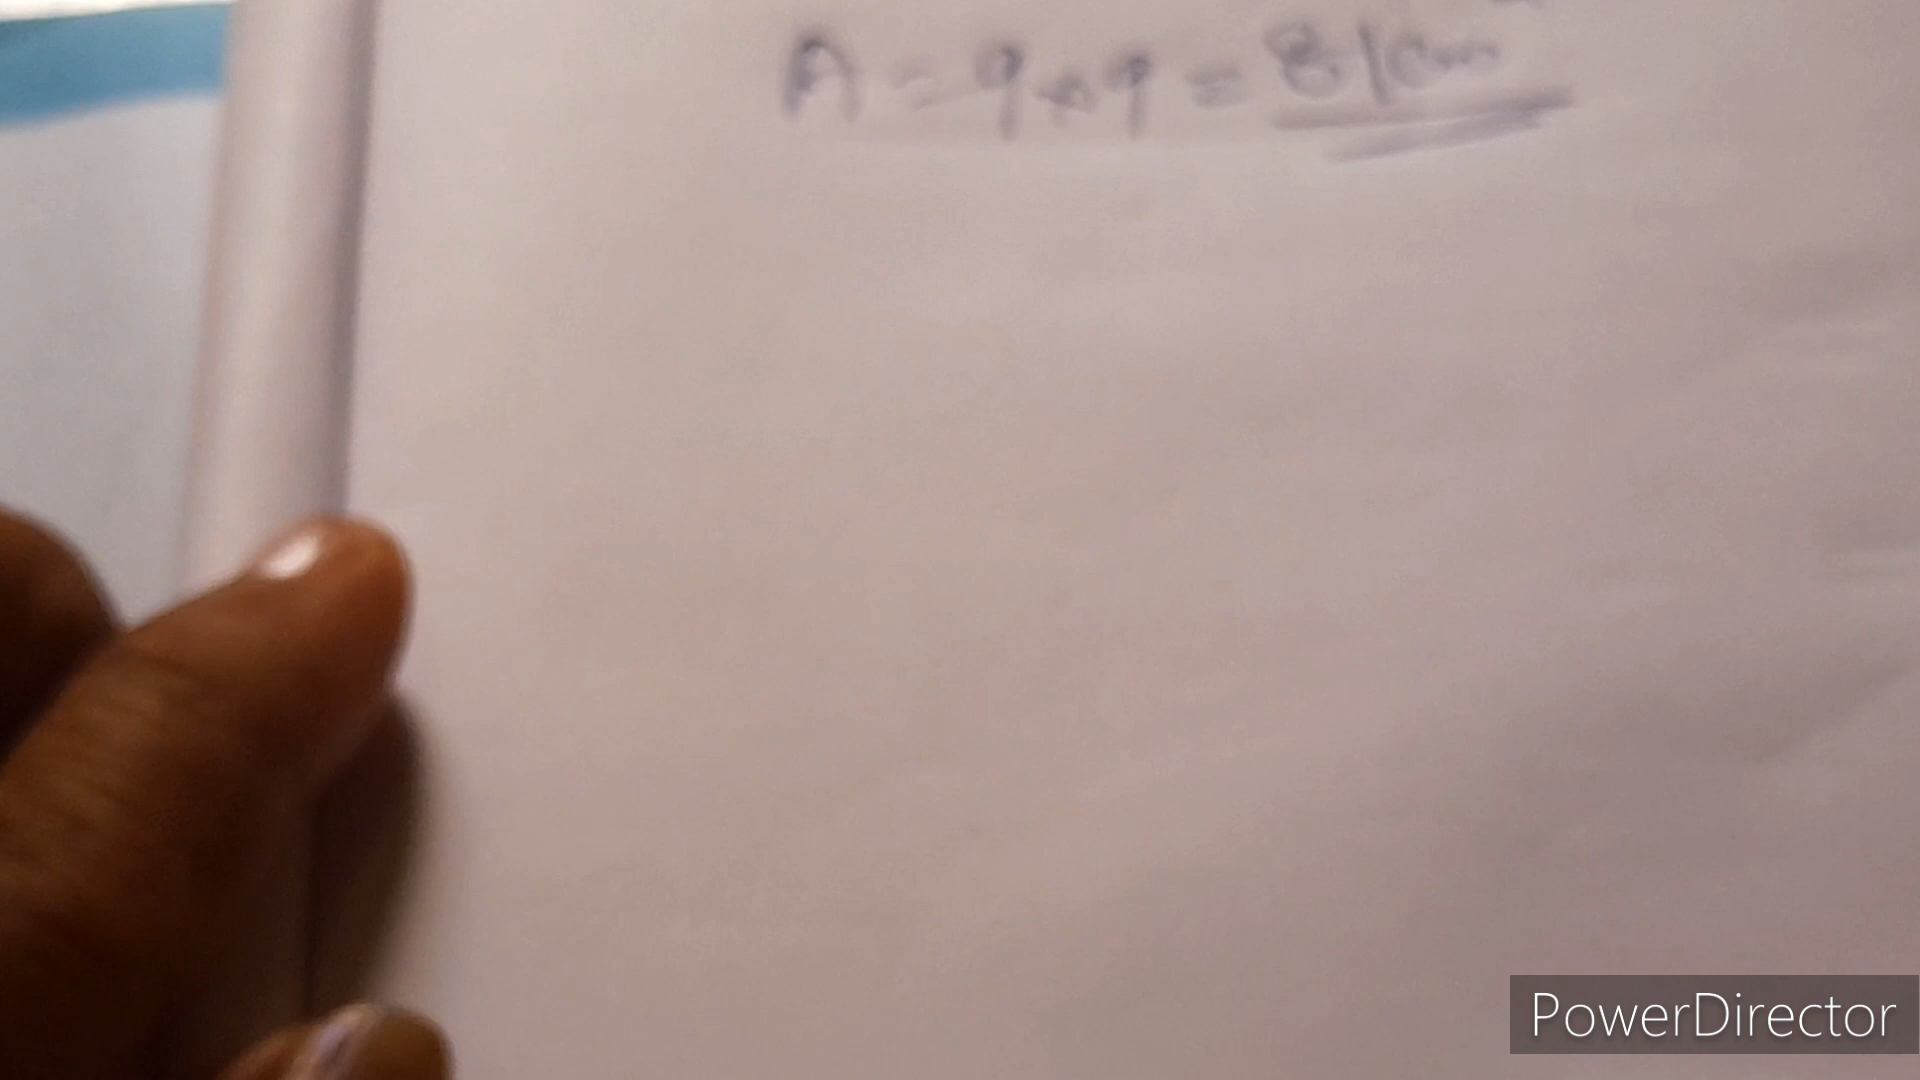 A = 9 x 9 = 81cm
PowerDirector